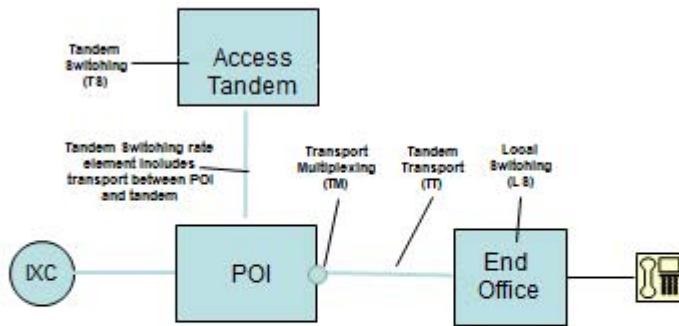 Tandem
Switching
(TS)
Access
Tandem
Tandem Switching rate
element includes
transport between POI
and tandem
Transport
Multiplexing
(TM)
Tandem
Transport
(TT)
Local
Switching
(LS)
IXC
POI
End
Office